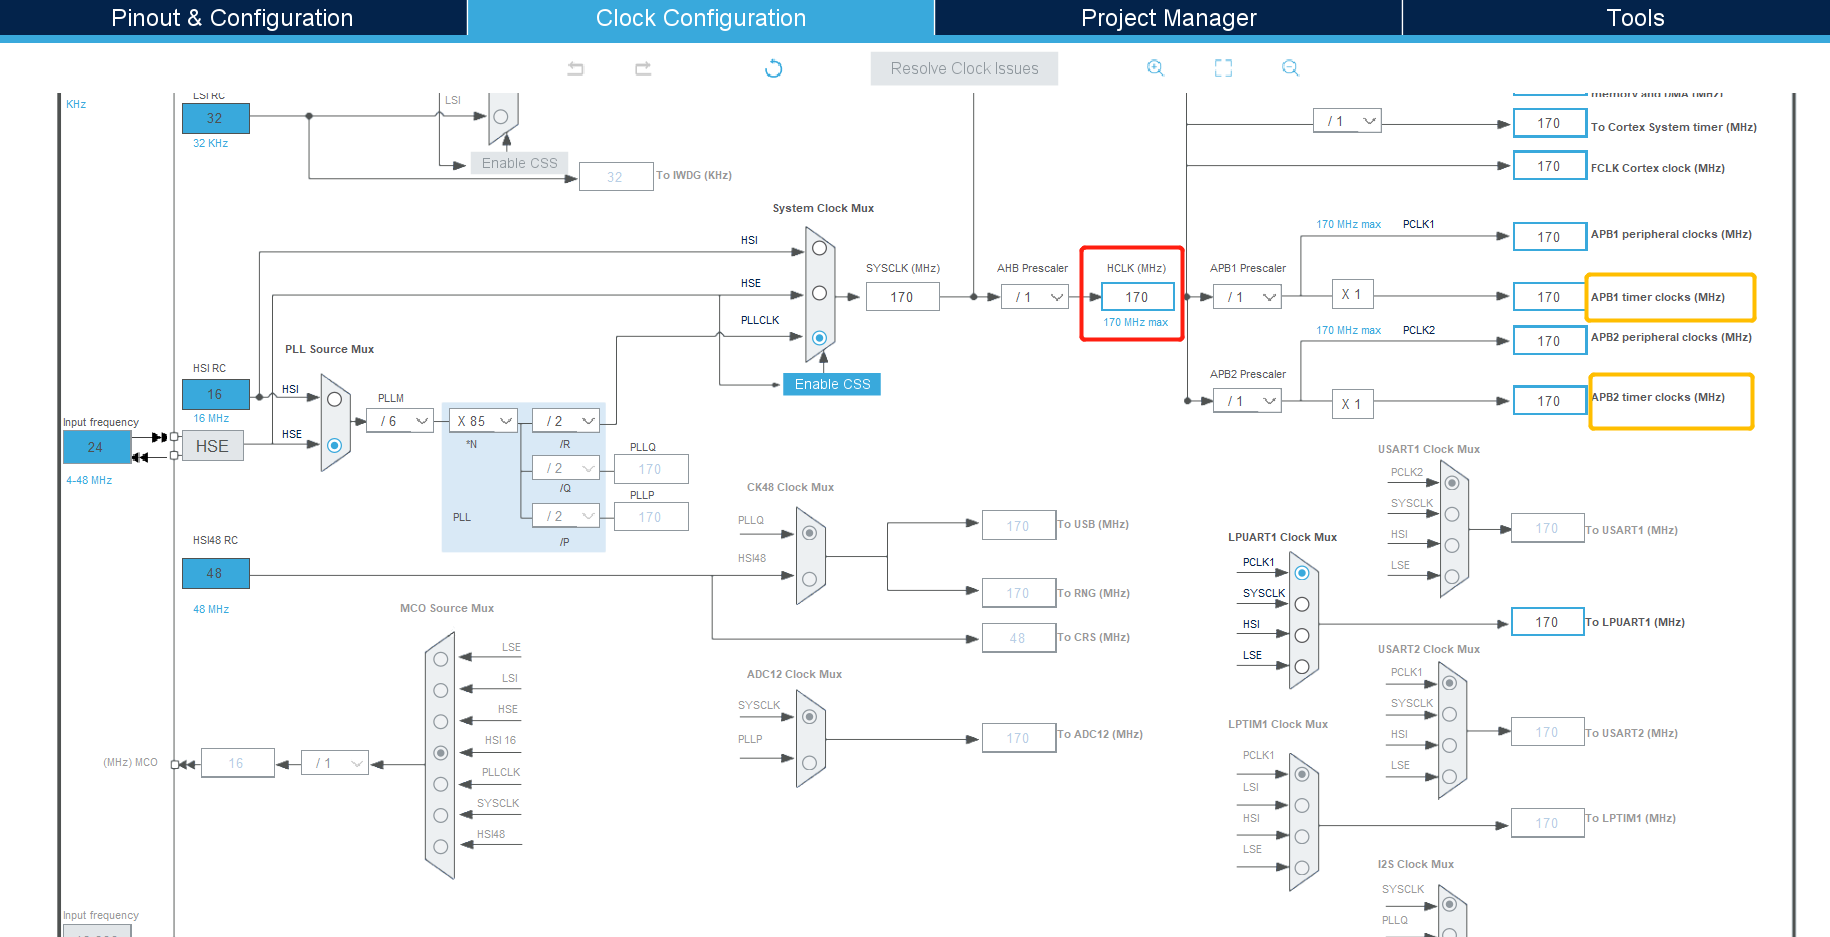 Pinout & Configuration
Clock Configuration
Project Manager
Tools
Resolve Clock Issues
KHz
LSI RC
32
32 KHz
LSI
Enable CSS
32
To IWDG (KHz)
memory and DMA (MHz)
/ 1
170
To Cortex System timer (MHz)
170
FCLK Cortex clock (MHz)
System Clock Mux
HSI
HSE
PLLCLK
Enable CSS
SYSCLK (MHz)
170
AHB Prescaler
/ 1
HCLK (MHz)
170
170 MHz max
APB1 Prescaler
/ 1
170 MHz max
PCLK1
170
APB1 peripheral clocks (MHz)
X 1
170
APB1 timer clocks (MHz)
170 MHz max
PCLK2
170
APB2 peripheral clocks (MHz)
APB2 Prescaler
/ 1
X 1
170
APB2 timer clocks (MHz)
PLL Source Mux
HSI RC
16
16 MHz
HSI
HSE
Input frequency
24
4-48 MHz
HSE
PLLM
/ 6
X 85
*N
/ 2
/R
/ 2
/Q
/ 2
/P
PLL
PLLQ
170
PLLP
170
HSI48 RC
48
48 MHz
CK48 Clock Mux
PLLQ
HSI48
170
To USB (MHz)
170
To RNG (MHz)
48
To CRS (MHz)
MCO Source Mux
LSE
LSI
HSE
HSI 16
PLLCLK
SYSCLK
HSI48
(MHz) MCO
16
/ 1
ADC12 Clock Mux
SYSCLK
PLLP
170
To ADC12 (MHz)
USART1 Clock Mux
PCLK2
SYSCLK
HSI
LSE
170
To USART1 (MHz)
LPUART1 Clock Mux
PCLK1
SYSCLK
HSI
LSE
170
To LPUART1 (MHz)
USART2 Clock Mux
PCLK1
SYSCLK
HSI
LSE
170
To USART2 (MHz)
LPTIM1 Clock Mux
PCLK1
LSI
HSI
LSE
170
To LPTIM1 (MHz)
I2S Clock Mux
SYSCLK
PLLQ
Input frequency